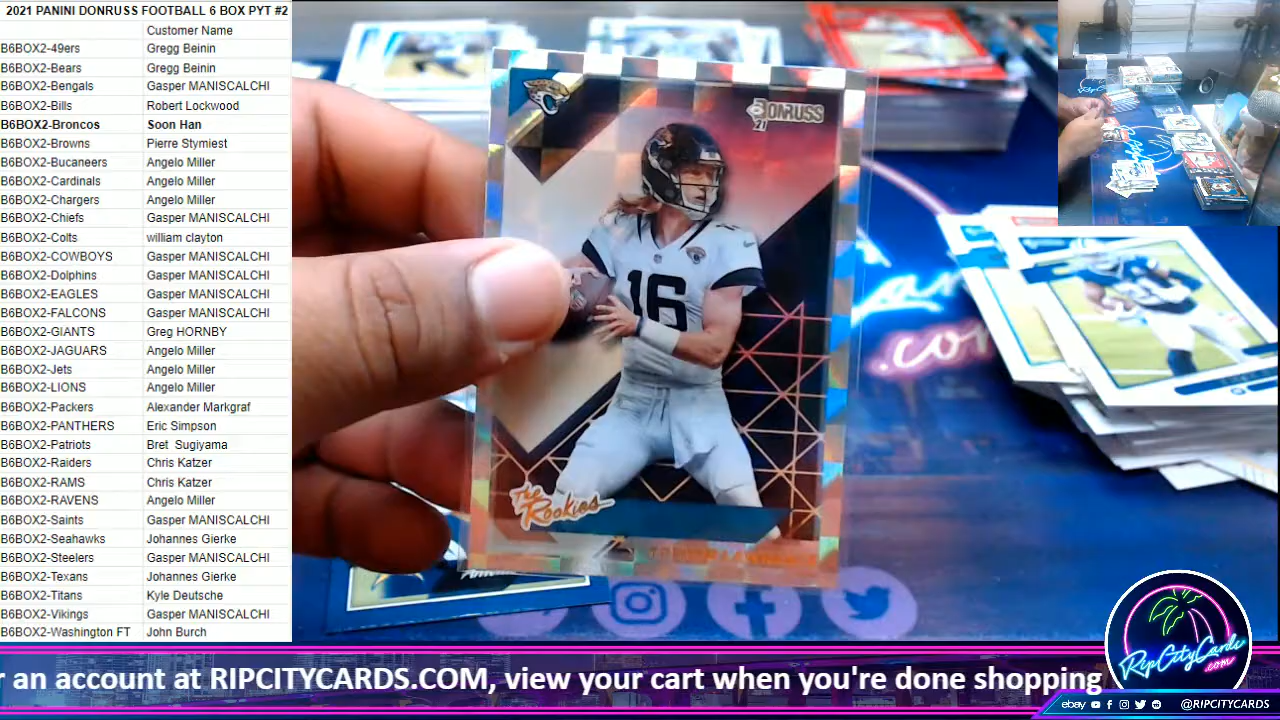 2021 PANINI DONRUSS FOOTBALL 6 BOX PYT #2
Customer Name
B6BOX2-49ers Gregg Beinin
B6BOX2-Bears Gregg Beinin
B6BOX2-Bengals Gasper MANISCALCHI
B6BOX2-Bills Robert Lockwood
B6BOX2-Broncos Soon Han
B6BOX2-Browns Pierre Stymiest
B6BOX2-Bucaneers Angelo Miller
B6BOX2-Cardinals Angelo Miller
B6BOX2-Chargers Angelo Miller
B6BOX2-Chiefs Gasper MANISCALCHI
B6BOX2-Colts william clayton
B6BOX2-COWBOYS Gasper MANISCALCHI
B6BOX2-Dolphins Gasper MANISCALCHI
B6BOX2-EAGLES Gasper MANISCALCHI
B6BOX2-FALCONS Gasper MANISCALCHI
B6BOX2-GIANTS Greg HORNBY
B6BOX2-JAGUARS Angelo Miller
B6BOX2-Jets Angelo Miller
B6BOX2-LIONS Angelo Miller
B6BOX2-Packers Alexander Markgraf
B6BOX2-PANTHERS Eric Simpson
B6BOX2-Patriots Bret Sugiyama
B6BOX2-Raiders Chris Katzer
B6BOX2-RAMS Chris Katzer
B6BOX2-RAVENS Angelo Miller
B6BOX2-Saints Gasper MANISCALCHI
B6BOX2-Seahawks Johannes Gierke
B6BOX2-Steelers Gasper MANISCALCHI
B6BOX2-Texans Johannes Gierke
B6BOX2-Titans Kyle Deutsche
B6BOX2-Vikings Gasper MANISCALCHI
B6BOX2-Washington FT John Burch
DONRUSS
21
16
The Rookies
.com
r an account at RIPCITYCARDS.COM, view your cart when you're done shopping
RipCityCards
.com
ebay @RIPCITYCARDS